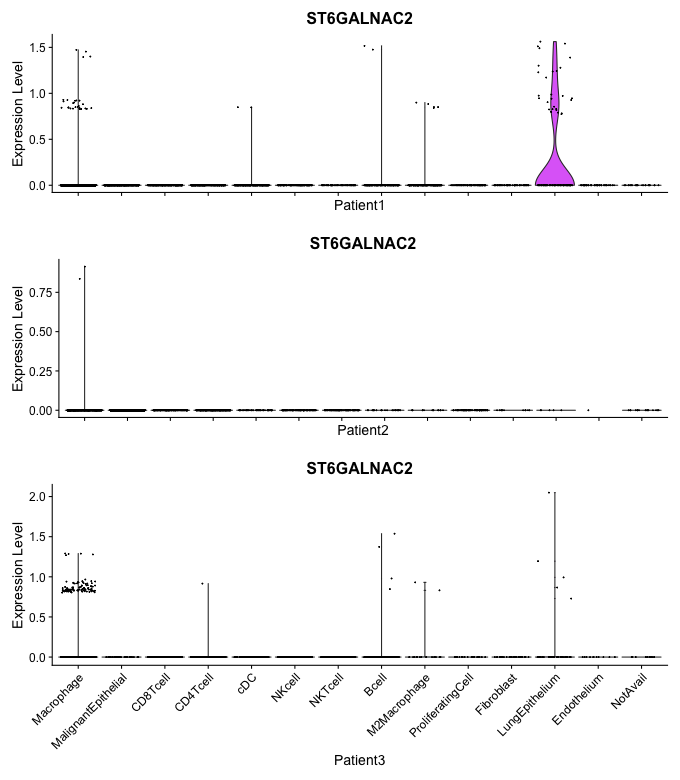 ST6GALNAC2
Expression Level
1.5
1.0
0.5
0.0
Patient1
ST6GALNAC2
Expression Level
0.75
0.50
0.25
0.00
Patient2
ST6GALNAC2
Expression Level
2.0
1.5
1.0
0.5
0.0
Macrophage
MalignantEpithelial
CD8Tcell
CD4Tcell
cDC
NKcell
NKTcell
Bcell
M2Macrophage
ProliferatingCell
Fibroblast
LungEpithelium
Endothelium
NotAvail
Patient3